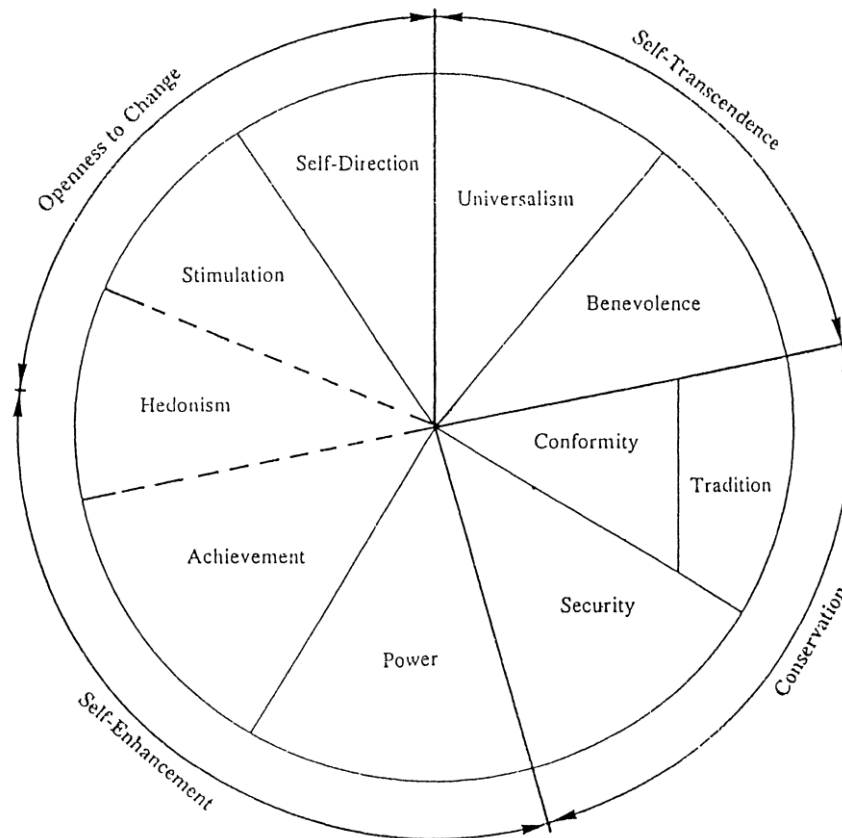 Openness to Change
Self-Transcendence
Self-Direction
Universalism
Stimulation
Benevolence
Hedonism
Conformity
Tradition
Achievement
Security
Power
Conservation
Self-Enhancement